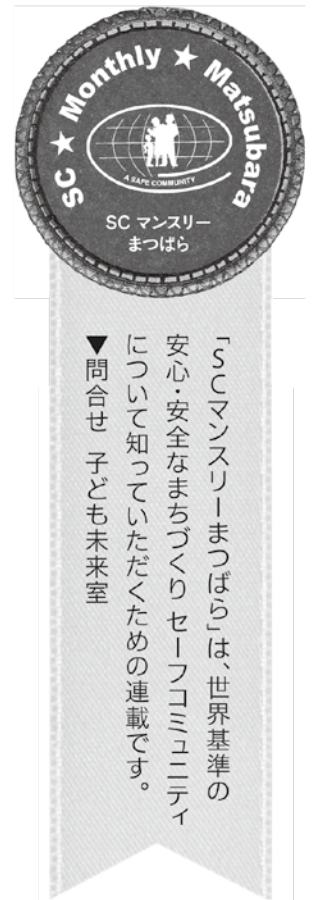 SC ★ Monthly ★ Matsubara
A SAFE COMMUNITY
SC マンスリー
まつばら
「SCマンスリーまつばら」は、世界基準の
安心・安全なまちづくり セーフコミュニティ
について知っていただくための連載です。
▼問合せ 子ども未来室